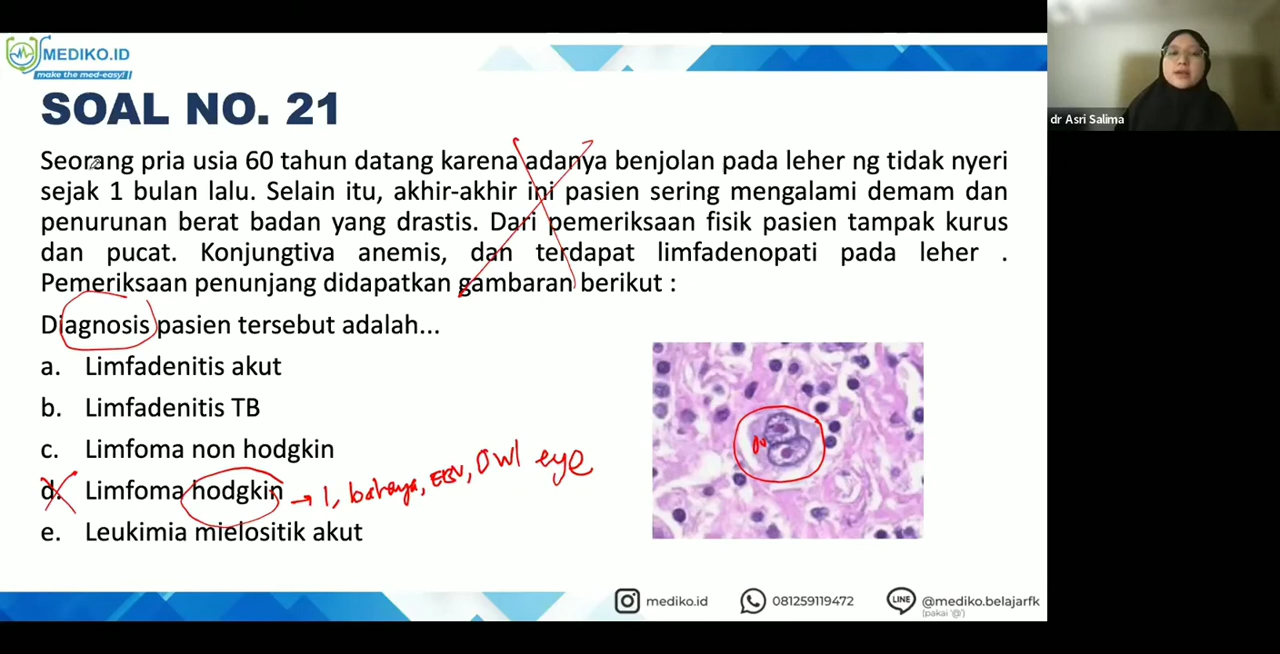 MEDIKO.ID
make the med-easy!
SOAL NO. 21
dr Asri Salima
Seorang pria usia 60 tahun datang karena adanya benjolan pada leher ng tidak nyeri
sejak 1 bulan lalu. Selain itu, akhir-akhir ini pasien sering mengalami demam dan
penurunan berat badan yang drastis. Dari pemeriksaan fisik pasien tampak kurus
dan pucat. Konjungtiva anemis, dan terdapat limfadenopati pada leher .
Pemeriksaan penunjang didapatkan gambaran berikut :
Diagnosis pasien tersebut adalah...
a. Limfadenitis akut
b. Limfadenitis TB
c. Limfoma non hodgkin
d. Limfoma hodgkin → 1, bahaya, EBV, Owl eye
e. Leukimia mielositik akut
mediko.id
081259119472
LINE
@mediko.belajarfk
(pakai '@')